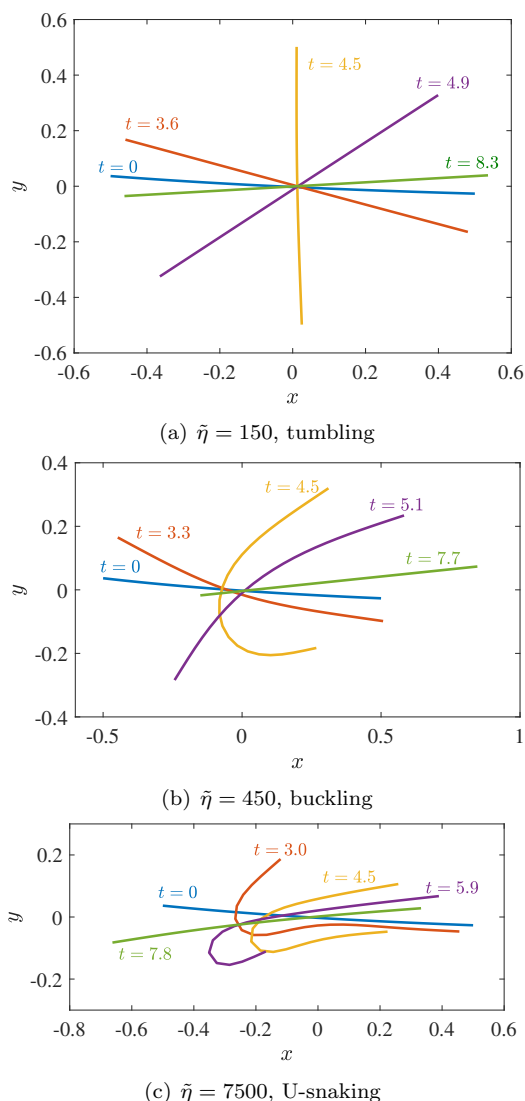 0.6
0.4
0.2
0
-0.2
-0.4
-0.6
y
t = 4.5
t = 4.9
t = 3.6
t = 0
t = 8.3
-0.6 -0.4 -0.2 0 0.2 0.4 0.6
x
(a) η̃ = 150, tumbling
0.4
0.2
0
-0.2
-0.4
y
t = 4.5
t = 5.1
t = 3.3
t = 0
t = 7.7
-0.5 0 0.5 1
x
(b) η̃ = 450, buckling
0.2
0
-0.2
y
t = 3.0
t = 4.5
t = 0
t = 5.9
t = 7.8
-0.8 -0.6 -0.4 -0.2 0 0.2 0.4 0.6
x
(c) η̃ = 7500, U-snaking